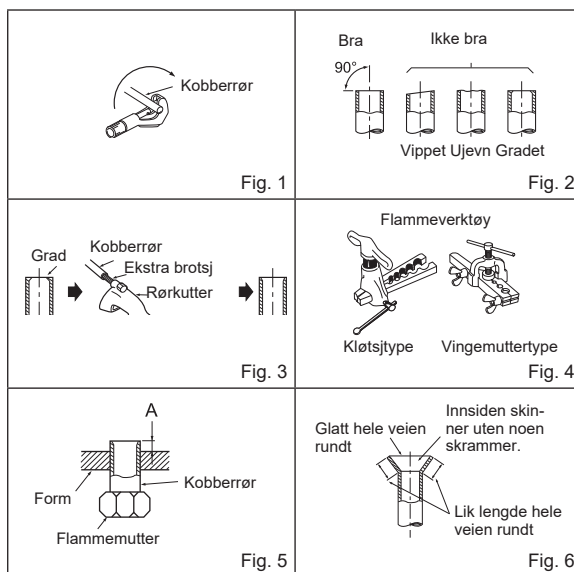 Kobberrør
Fig. 1
Bra
Ikke bra
90°
Vippet Ujevn Gradet
Fig. 2
Grad
Kobberrør
Ekstra brotsj
Rørkutter
Fig. 3
Flammeverktøy
Kløtsjtype
Vingemuttertype
Fig. 4
A
Form
Kobberrør
Flammemutter
Fig. 5
Glatt hele veien
rundt
Innsiden skin-
ner uten noen
skrammer.
Lik lengde hele
veien rundt
Fig. 6